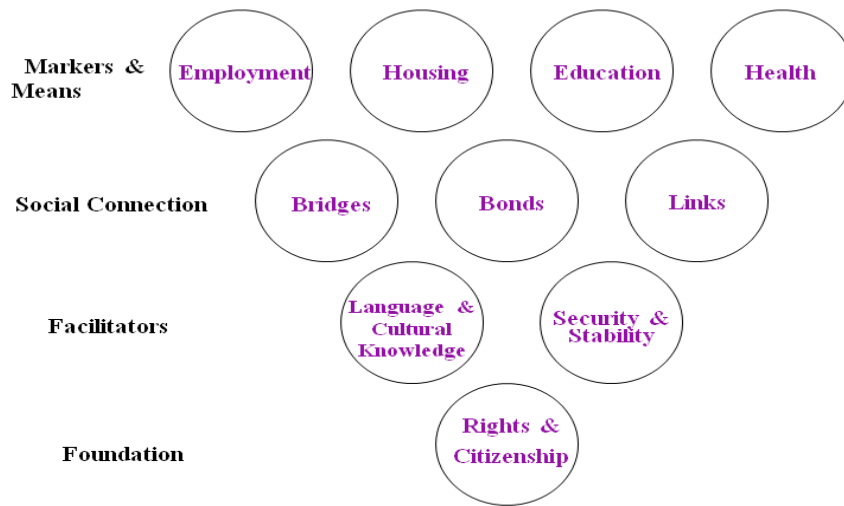 Markers & Means
Employment
Housing
Education
Health
Social Connection
Bridges
Bonds
Links
Facilitators
Language &
Cultural
Knowledge
Security &
Stability
Foundation
Rights &
Citizenship